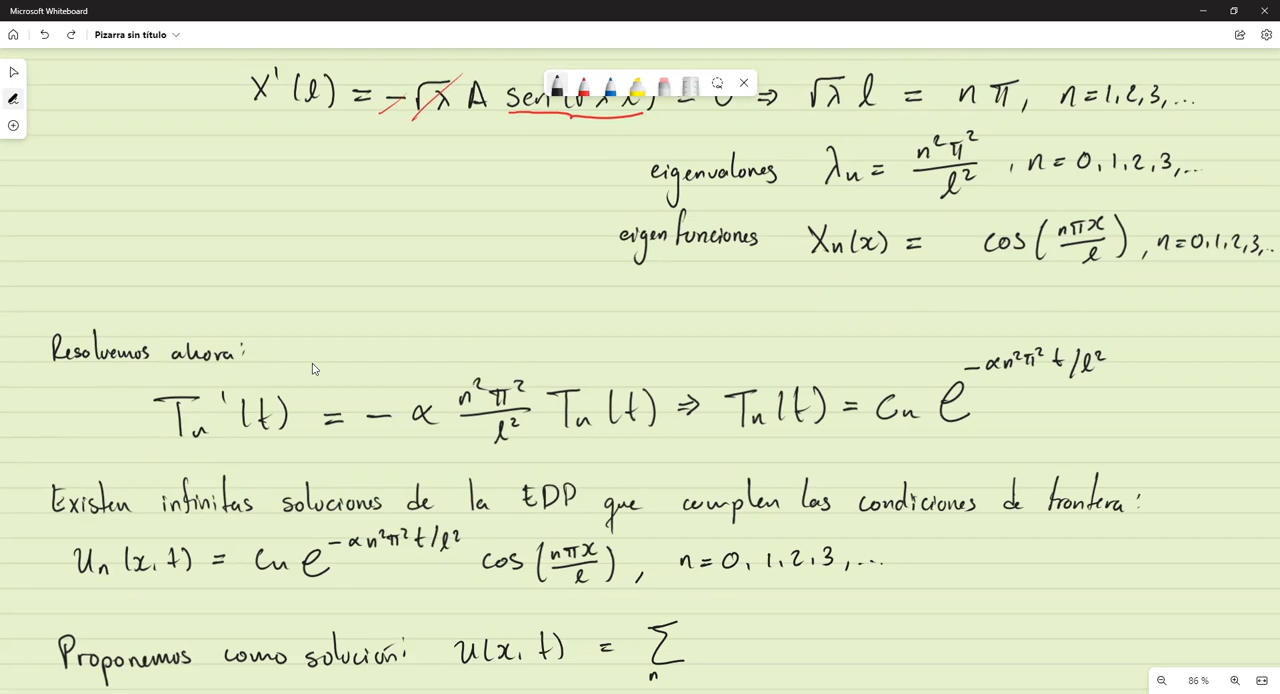 Microsoft Whiteboard
Pizarra sin título
X'(l) = -√λ A sen(√λ l) = 0 ⇒ √λ l = nπ, n=1,2,3,...
eigenvalores λn = n²π²/l² , n=0,1,2,3,...
eigenfunciones Xn(x) = cos(nπx/l), n=0,1,2,3,..
Resolvemos ahora:
Tn'(t) = -α n²π²/l² Tn(t) ⇒ Tn(t) = Cn e^(-αn²π²t/l²)
Existen infinitas soluciones de la EDP que cumplen las condiciones de frontera:
Un(x,t) = Cn e^(-αn²π²t/l²) cos(nπx/l), n=0,1,2,3,...
Proponemos como solución: U(x,t) = Σ n
86 %